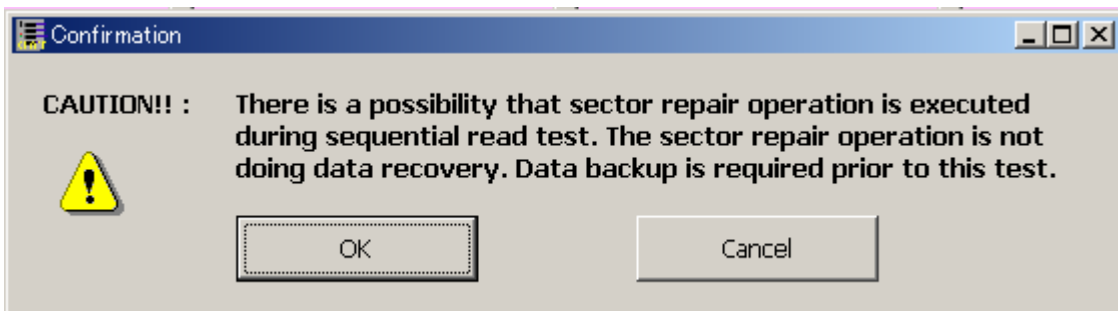 Confirmation
CAUTION!! :
There is a possibility that sector repair operation is executed
during sequential read test. The sector repair operation is not
doing data recovery. Data backup is required prior to this test.
OK
Cancel